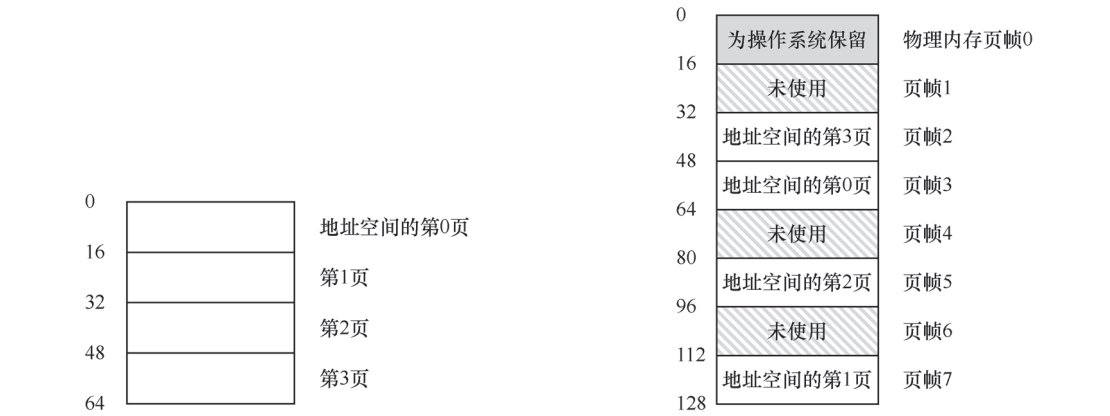 0
地址空间的第0页
16
第1页
32
第2页
48
第3页
64
0
为操作系统保留 物理内存页帧0
16
未使用 页帧1
32
地址空间的第3页 页帧2
48
地址空间的第0页 页帧3
64
未使用 页帧4
80
地址空间的第2页 页帧5
96
未使用 页帧6
112
地址空间的第1页 页帧7
128